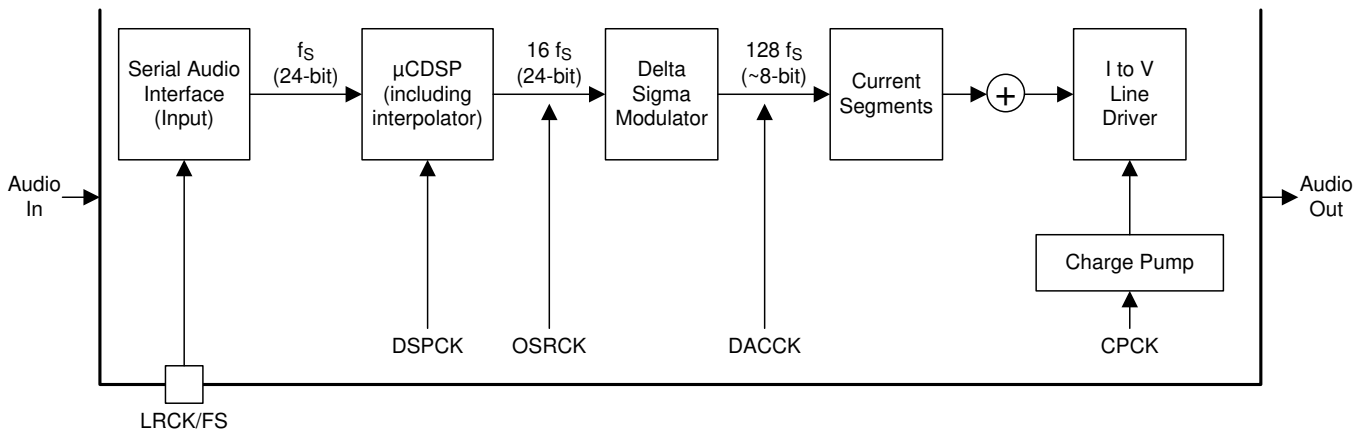 Serial Audio
Interface
(Input)
fS
(24-bit)
µCDSP
(including
interpolator)
16 fS
(24-bit)
Delta
Sigma
Modulator
128 fS
(~8-bit)
Current
Segments
+
I to V
Line
Driver
Audio
In
Audio
Out
Charge Pump
DSPCK
OSRCK
DACCK
CPCK
LRCK/FS